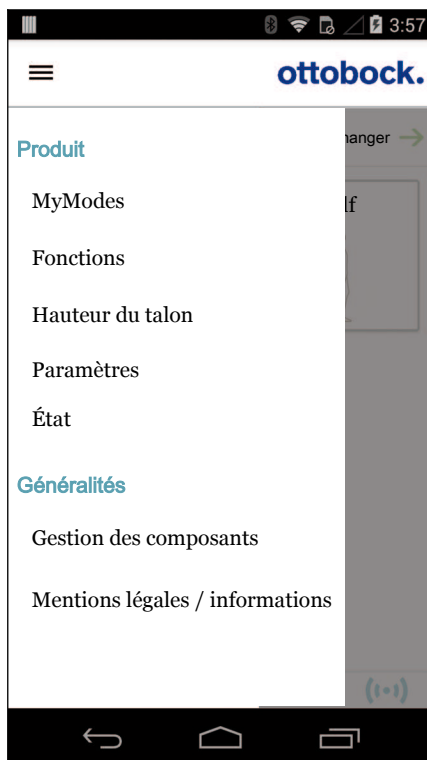 3:57
ottobock.
Produit
MyModes
Fonctions
Hauteur du talon
Paramètres
État
Généralités
Gestion des composants
Mentions légales / informations